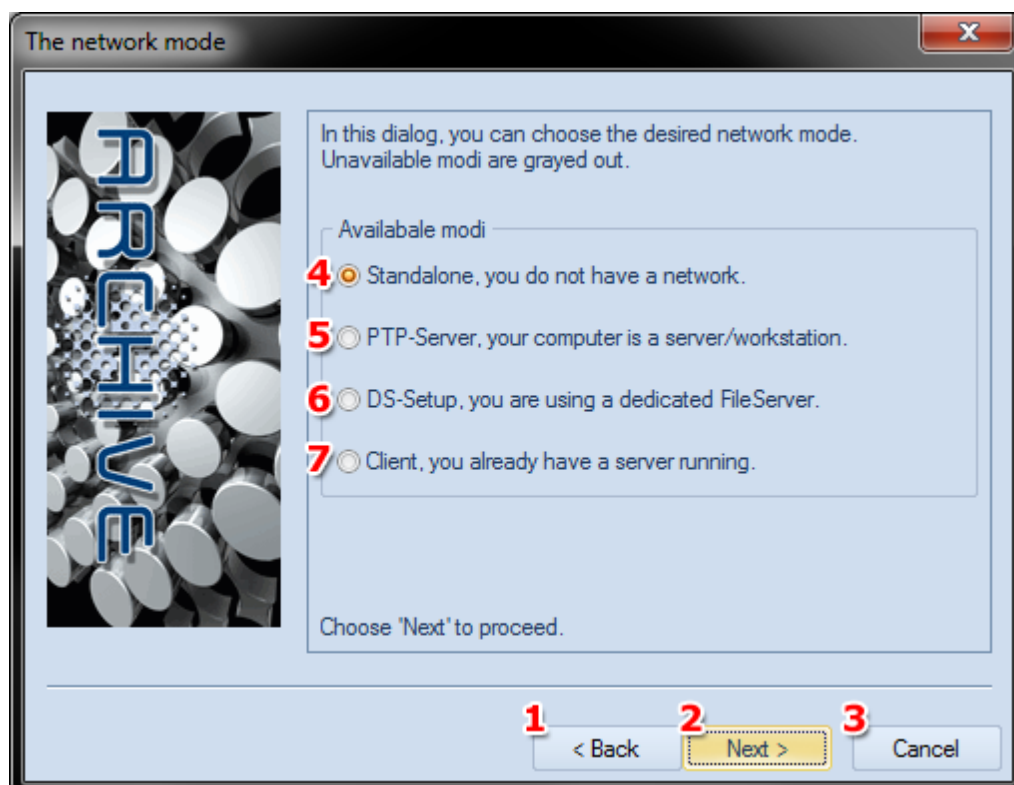 The network mode
ARCHIVE
In this dialog, you can choose the desired network mode.
Unavailable modi are grayed out.
Availabale modi
4 Standalone, you do not have a network.
5 PTP-Server, your computer is a server/workstation.
6 DS-Setup, you are using a dedicated FileServer.
7 Client, you already have a server running.
Choose 'Next' to proceed.
1 < Back 2 Next > 3 Cancel